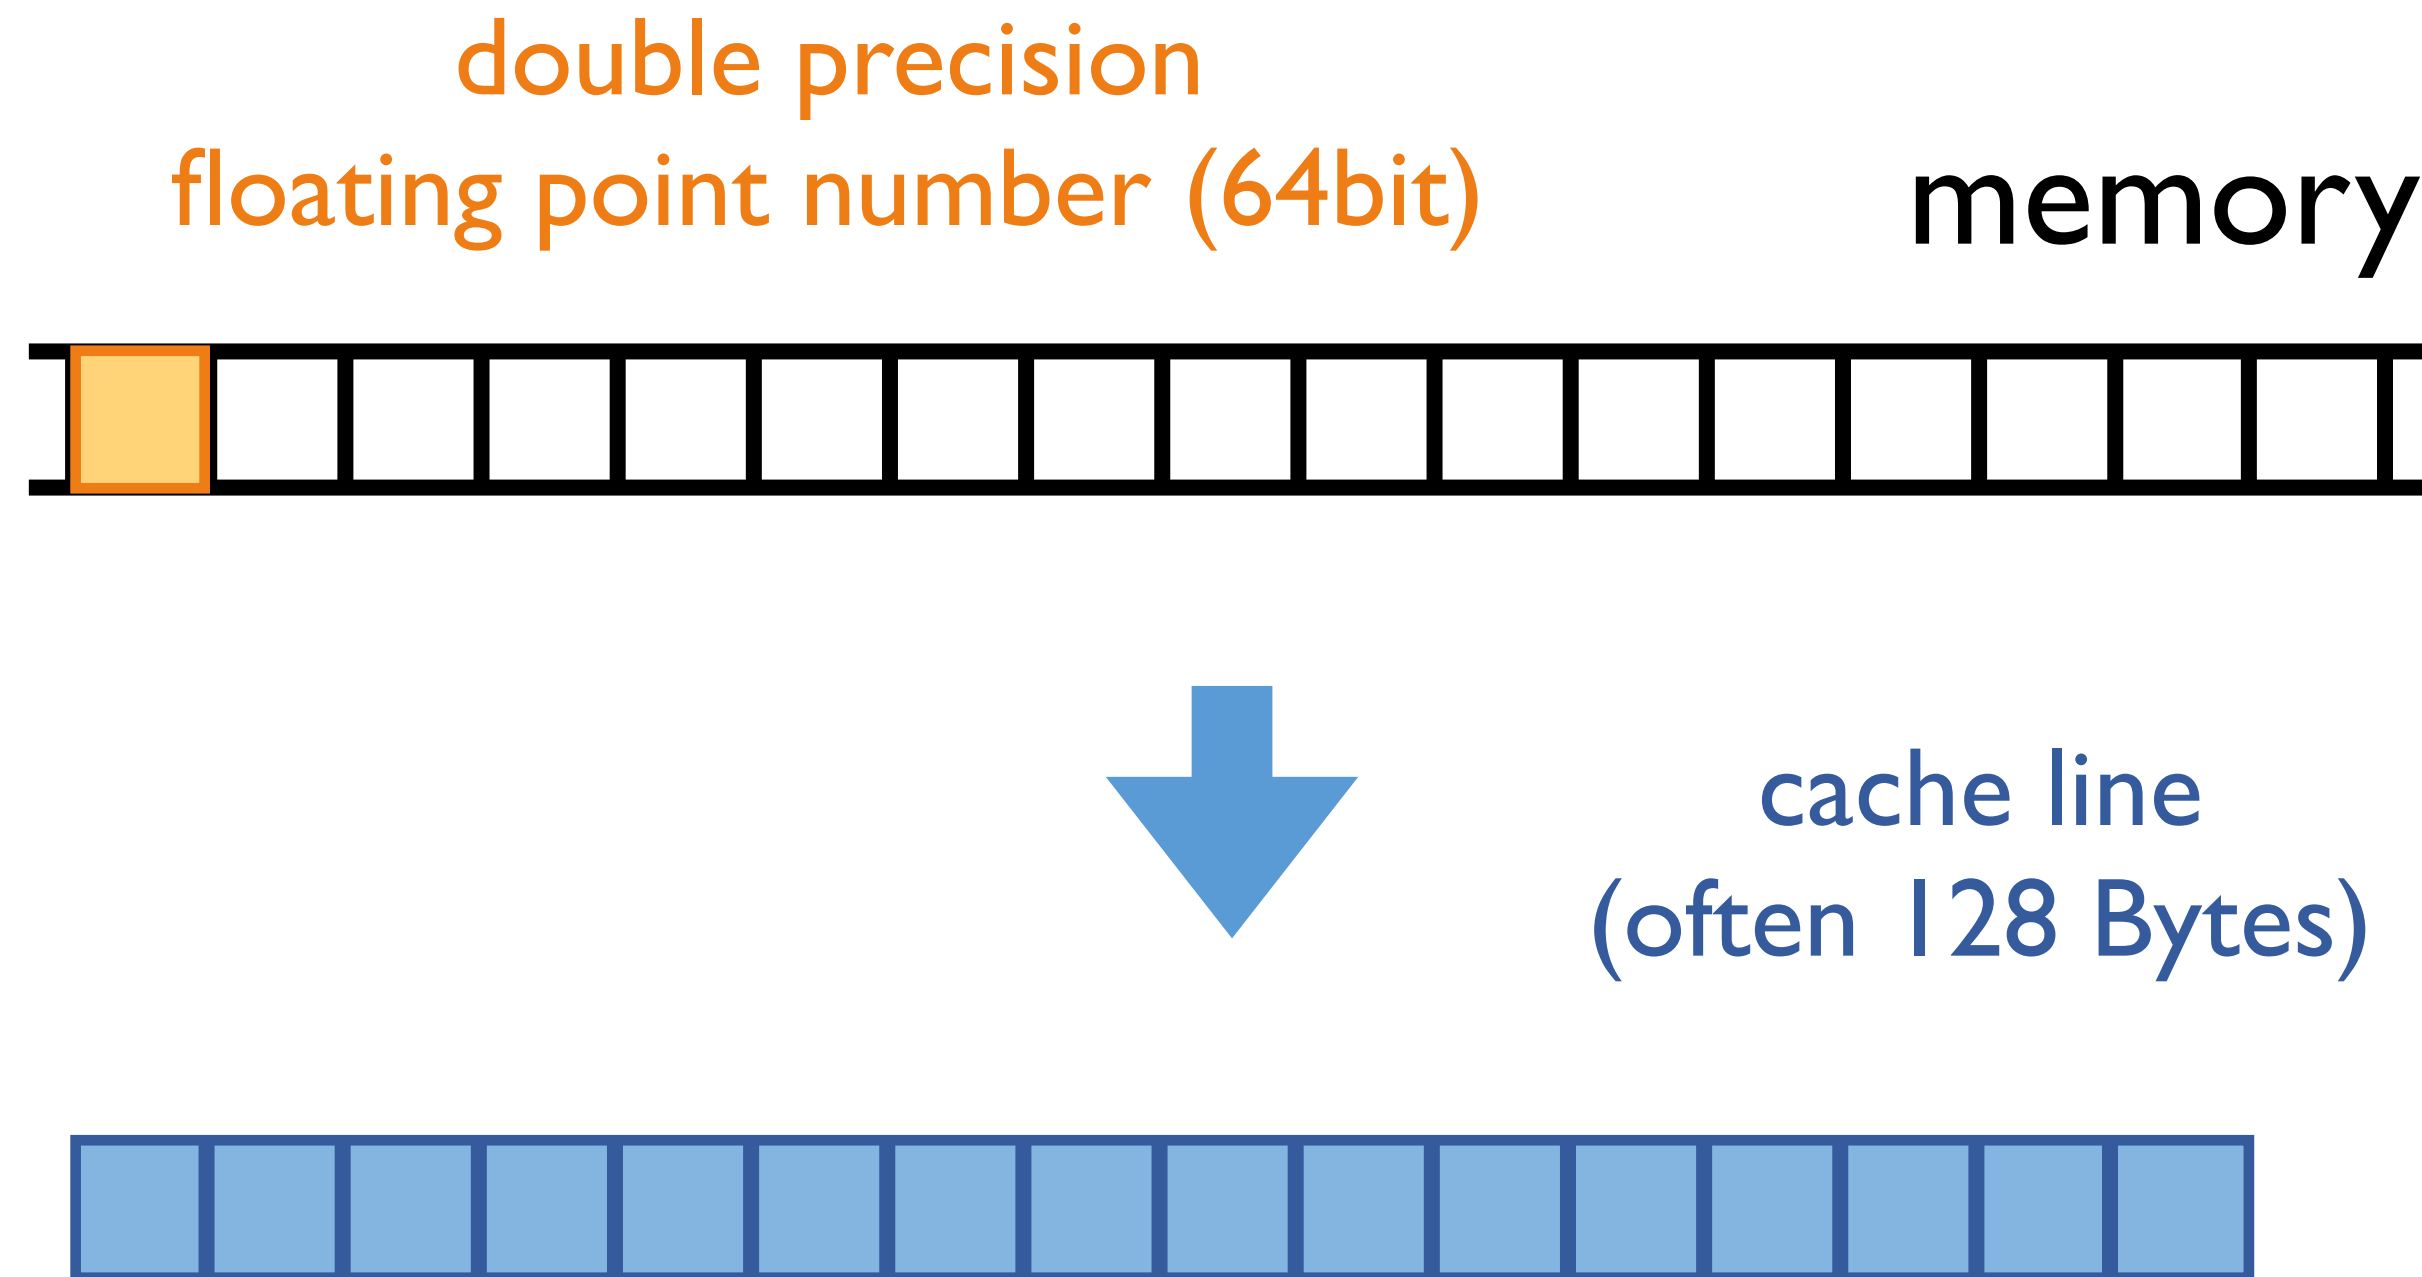 double precision
floating point number (64bit)
memory
cache line
(often 128 Bytes)